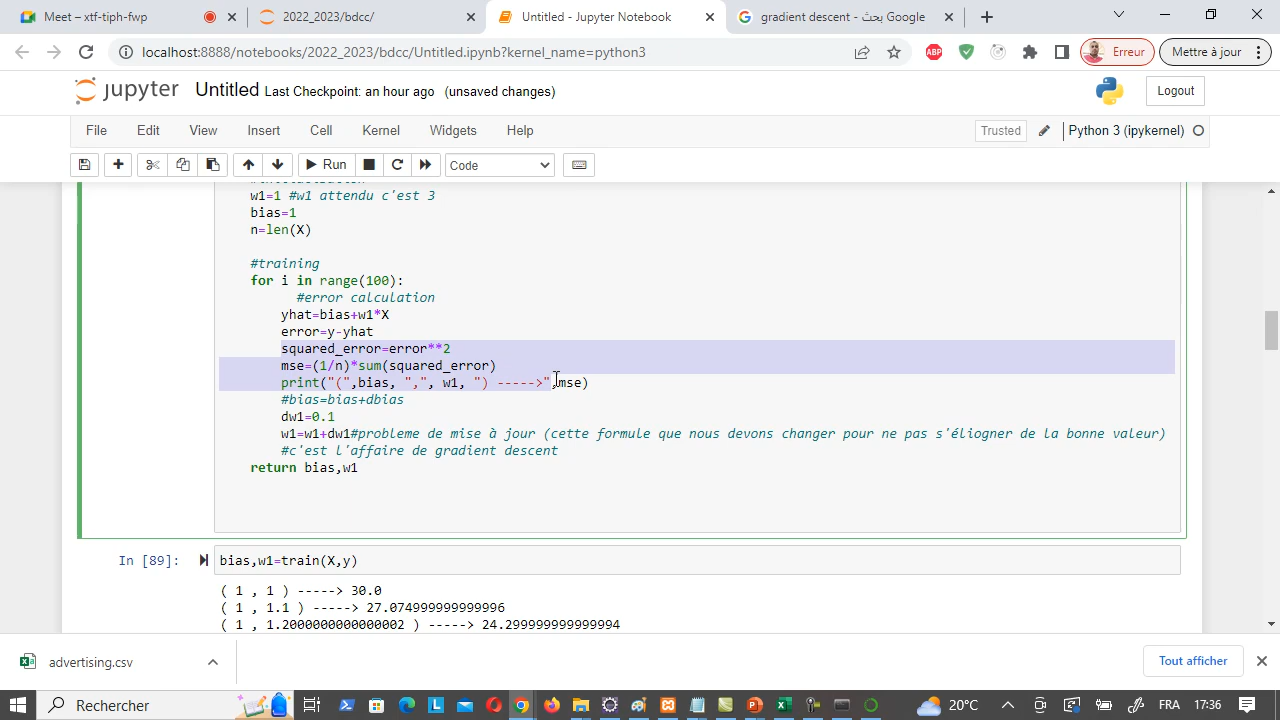 Meet – xtf-tiph-fwp
2022_2023/bdcc/
Untitled - Jupyter Notebook
gradient descent - بحث Google
localhost:8888/notebooks/2022_2023/bdcc/Untitled.ipynb?kernel_name=python3
ABP
Erreur
Mettre à jour
jupyter Untitled Last Checkpoint: an hour ago (unsaved changes)
Logout
File Edit View Insert Cell Kernel Widgets Help
Trusted
Python 3 (ipykernel)
Run
Code
w1=1 #w1 attendu c'est 3
bias=1
n=len(X)
#training
for i in range(100):
#error calculation
yhat=bias+w1*X
error=y-yhat
squared_error=error**2
mse=(1/n)*sum(squared_error)
print("(",bias, ",", w1, ") ----->",mse)
#bias=bias+dbias
dw1=0.1
w1=w1+dw1#probleme de mise à jour (cette formule que nous devons changer pour ne pas s'éliogner de la bonne valeur)
#c'est l'affaire de gradient descent
return bias,w1
In [89]:
bias,w1=train(X,y)
( 1 , 1 ) -----> 30.0
( 1 , 1.1 ) -----> 27.074999999999996
( 1 , 1.2000000000000002 ) -----> 24.299999999999994
advertising.csv
Tout afficher
Rechercher
20°C
FRA
17:36